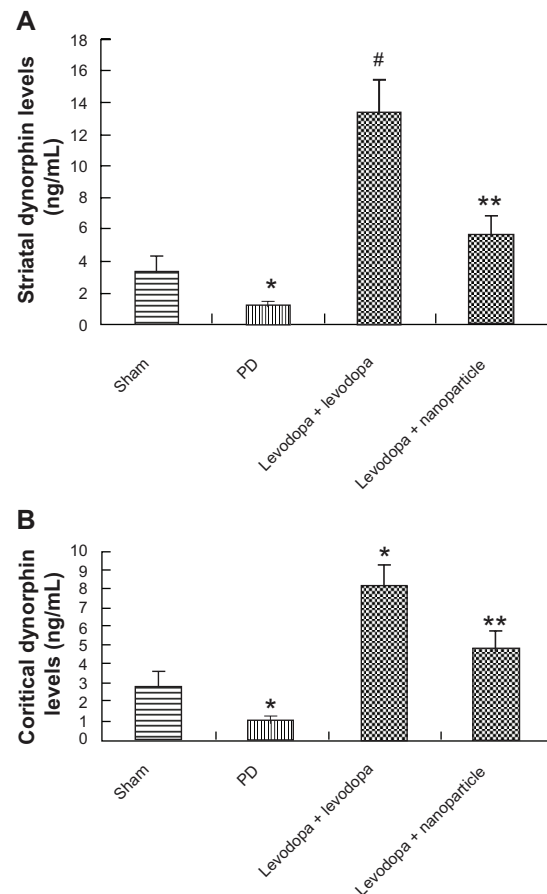 A
Striatal dynorphin levels
(ng/mL)
18
16
14
12
10
8
6
4
2
0
*
#
**
Sham
PD
Levodopa + levodopa
Levodopa + nanoparticle
B
Coritical dynorphin
levels (ng/mL)
10
9
8
7
6
5
4
3
2
1
0
*
*
**
Sham
PD
Levodopa + levodopa
Levodopa + nanoparticle